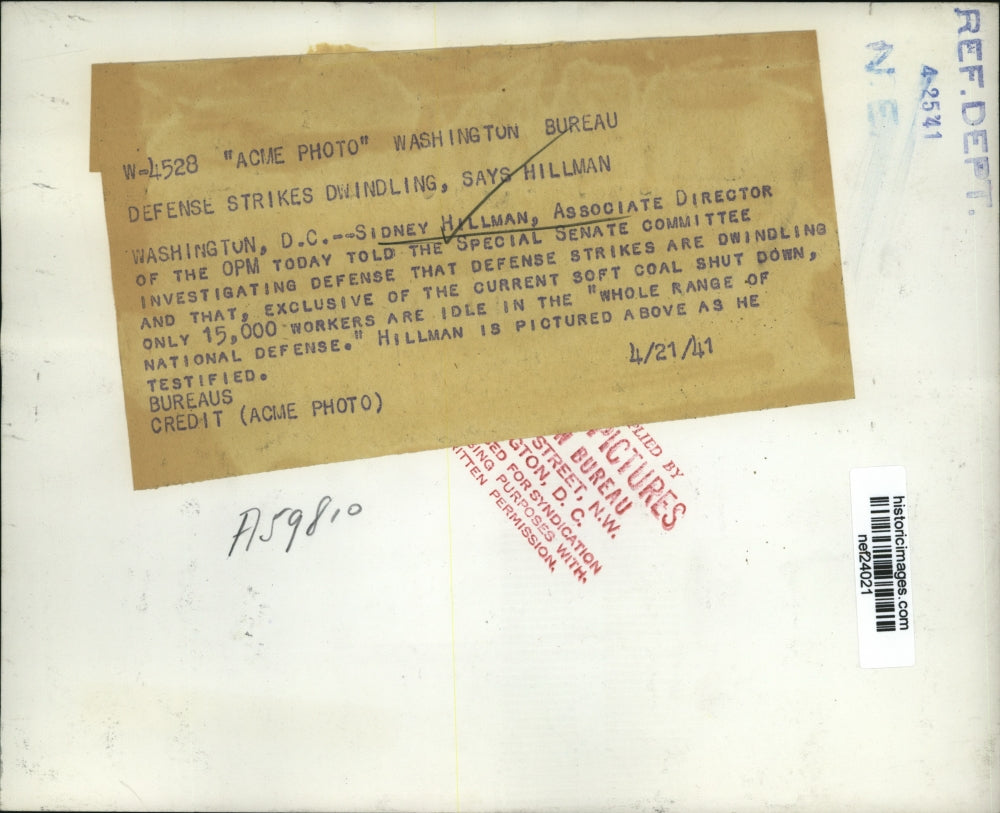 W-4528 "ACME PHOTO" WASHINGTON BUREAU
DEFENSE STRIKES DWINDLING, SAYS HILLMAN
WASHINGTON, D.C.--SIDNEY HILLMAN, ASSOCIATE DIRECTOR
OF THE OPM TODAY TOLD THE SPECIAL SENATE COMMITTEE
INVESTIGATING DEFENSE THAT DEFENSE STRIKES ARE DWINDLING
AND THAT, EXCLUSIVE OF THE CURRENT SOFT COAL SHUT DOWN,
ONLY 15,000 WORKERS ARE IDLE IN THE "WHOLE RANGE OF
NATIONAL DEFENSE." HILLMAN IS PICTURED ABOVE AS HE
TESTIFIED.
BUREAUS
CREDIT (ACME PHOTO)
4/21/41
PLIED BY
PICTURES
BUREAU
STREET, N.W.
GTON, D. C.
ED FOR SYNDICATION
SING PURPOSES WITH.
ITTEN PERMISSION.
A59810
REF. DEPT.
4-25 41
N E
historicimages.com
nef24021